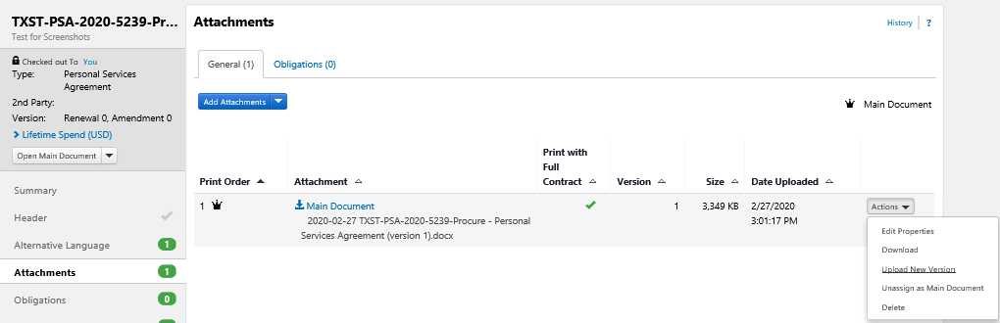 TXST-PSA-2020-5239-Pr...
Test for Screenshots
Checked out To You
Type: Personal Services
Agreement
2nd Party:
Version: Renewal 0, Amendment 0
Lifetime Spend (USD)
Open Main Document
Summary
Header
Alternative Language 1
Attachments 1
Obligations 0
Attachments
History ?
General (1) Obligations (0)
Add Attachments
Main Document
Print Order Attachment Print with
Full
Contract Version Size Date Uploaded
1 Main Document 1 3,349 KB 2/27/2020
3:01:17 PM
2020-02-27 TXST-PSA-2020-5239-Procure - Personal
Services Agreement (version 1).docx
Actions
Edit Properties
Download
Upload New Version
Unassign as Main Document
Delete